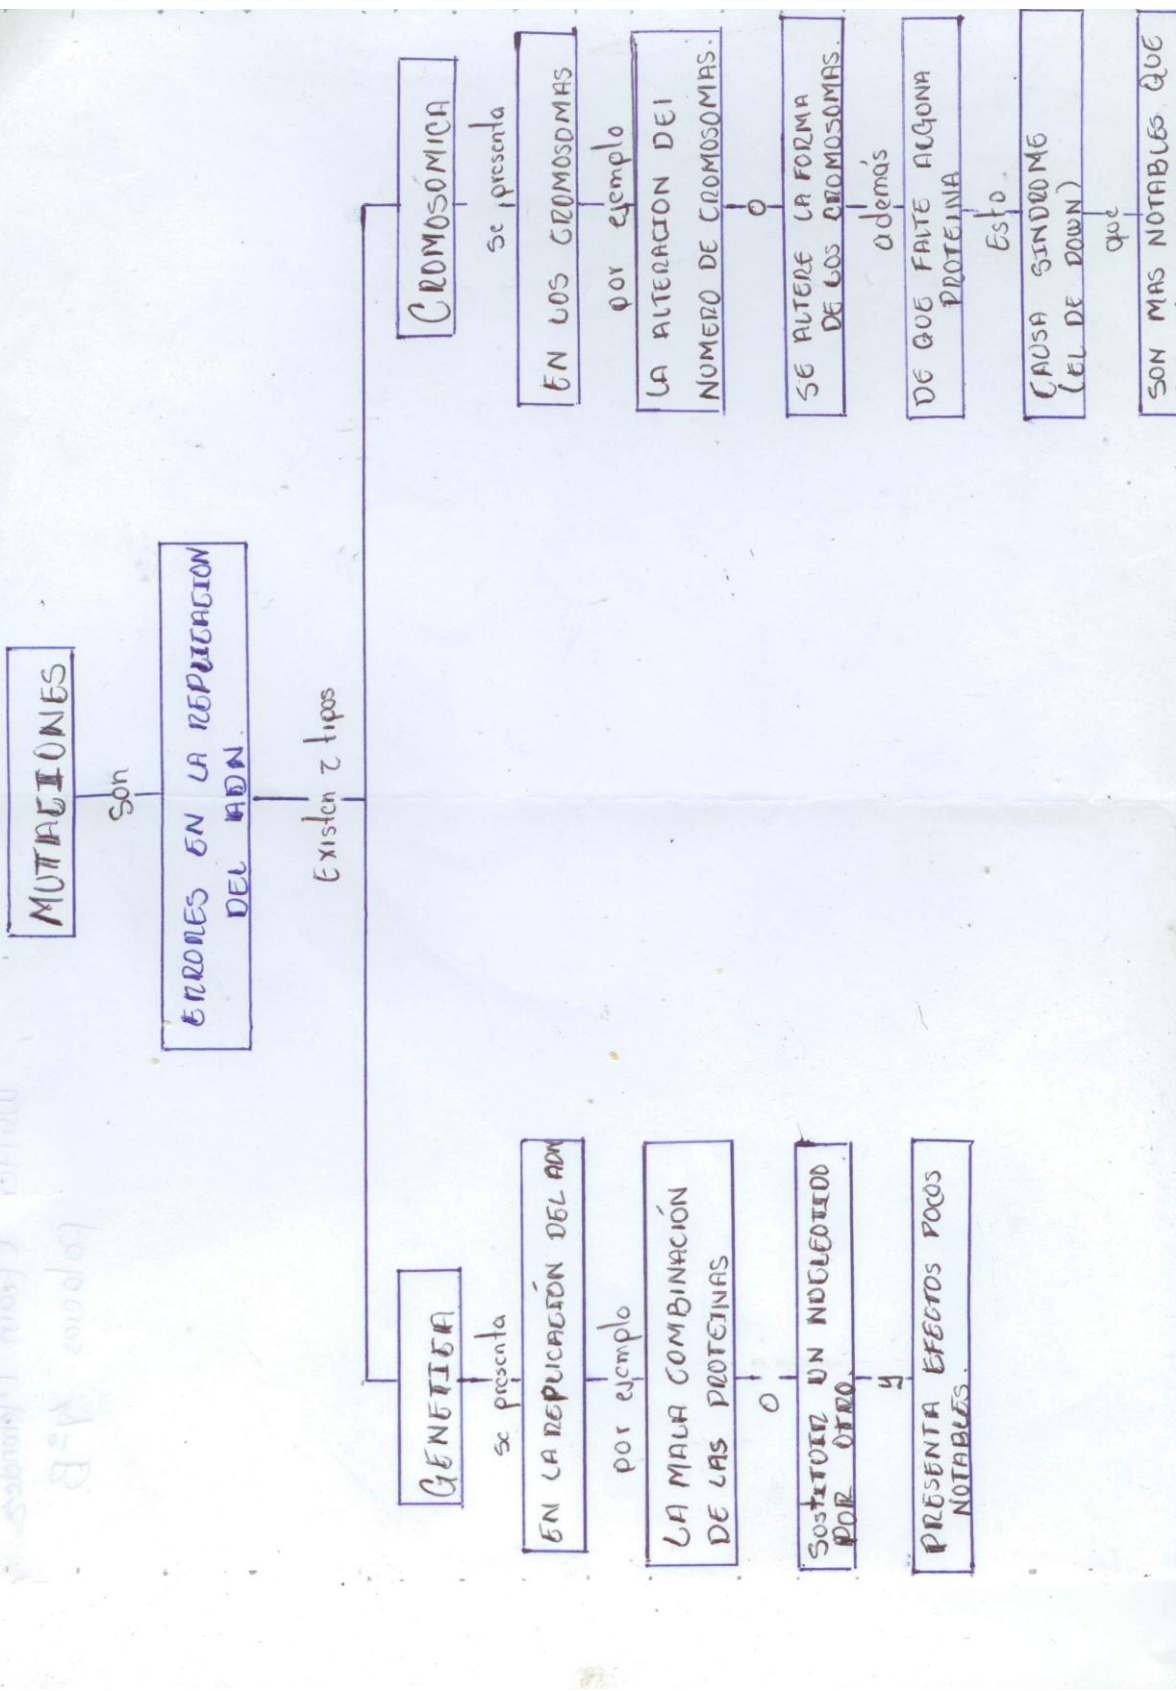 MUTACIONES
Son
ERRORES EN LA REPLICACION
DEL ADN.
Existen 2 tipos
GENETICA
se presenta
EN LA REPLICACIÓN DEL ADN
por ejemplo
LA MALA COMBINACIÓN
DE LAS PROTEINAS
O
SOSTITUIR UN NUCLEOTIDO
POR OTRO.
y
PRESENTA EFECTOS POCOS
NOTABLES.
CROMOSÓMICA
se presenta
EN LOS CROMOSOMAS
por ejemplo
LA ALTERACION DEl
NUMERO DE CROMOSOMAS.
O
SE ALTERE LA FORMA
DE LOS CROMOSOMAS.
además
DE QUE FALTE ALGUNA
PROTEINA
Esto
CAUSA SINDROME
(EL DE DOWN)
que
SON MAS NOTABLES QUE